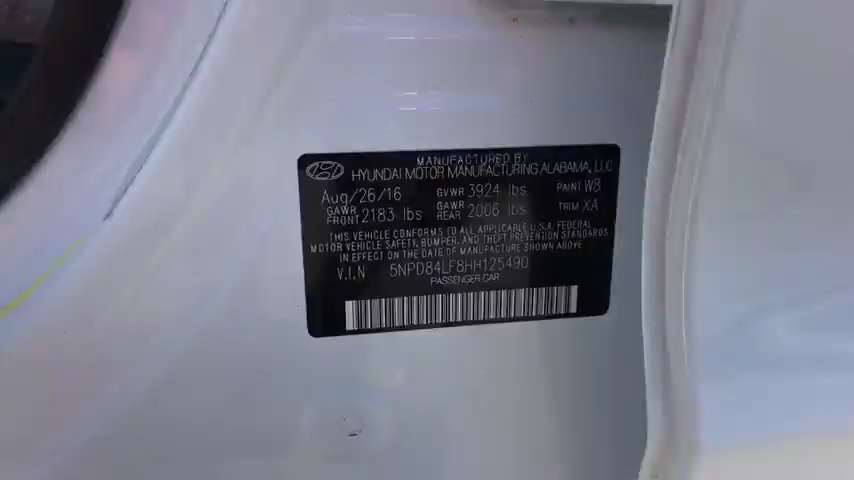 MANUFACTURED BY
HYUNDAI MOTOR MANUFACTURING ALABAMA, LLC
Aug/26/16 GVWR 3924 lbs PAINT W8
GAWR FRONT 2183 lbs GAWR REAR 2006 lbs TRIM XA
THIS VEHICLE CONFORMS TO ALL APPLICABLE U.S.A. FEDERAL
MOTOR VEHICLE SAFETY, BUMPER, AND THEFT PREVENTION STANDARDS
IN EFFECT ON THE DATE OF MANUFACTURE SHOWN ABOVE
V.I.N 5NPD84LF8HH125490
PASSENGER CAR